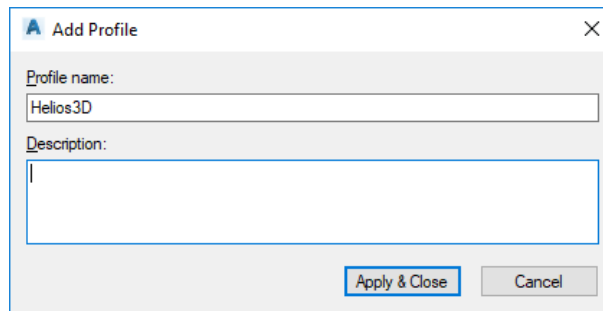 Add Profile
Profile name:
Helios3D
Description:
Apply & Close Cancel